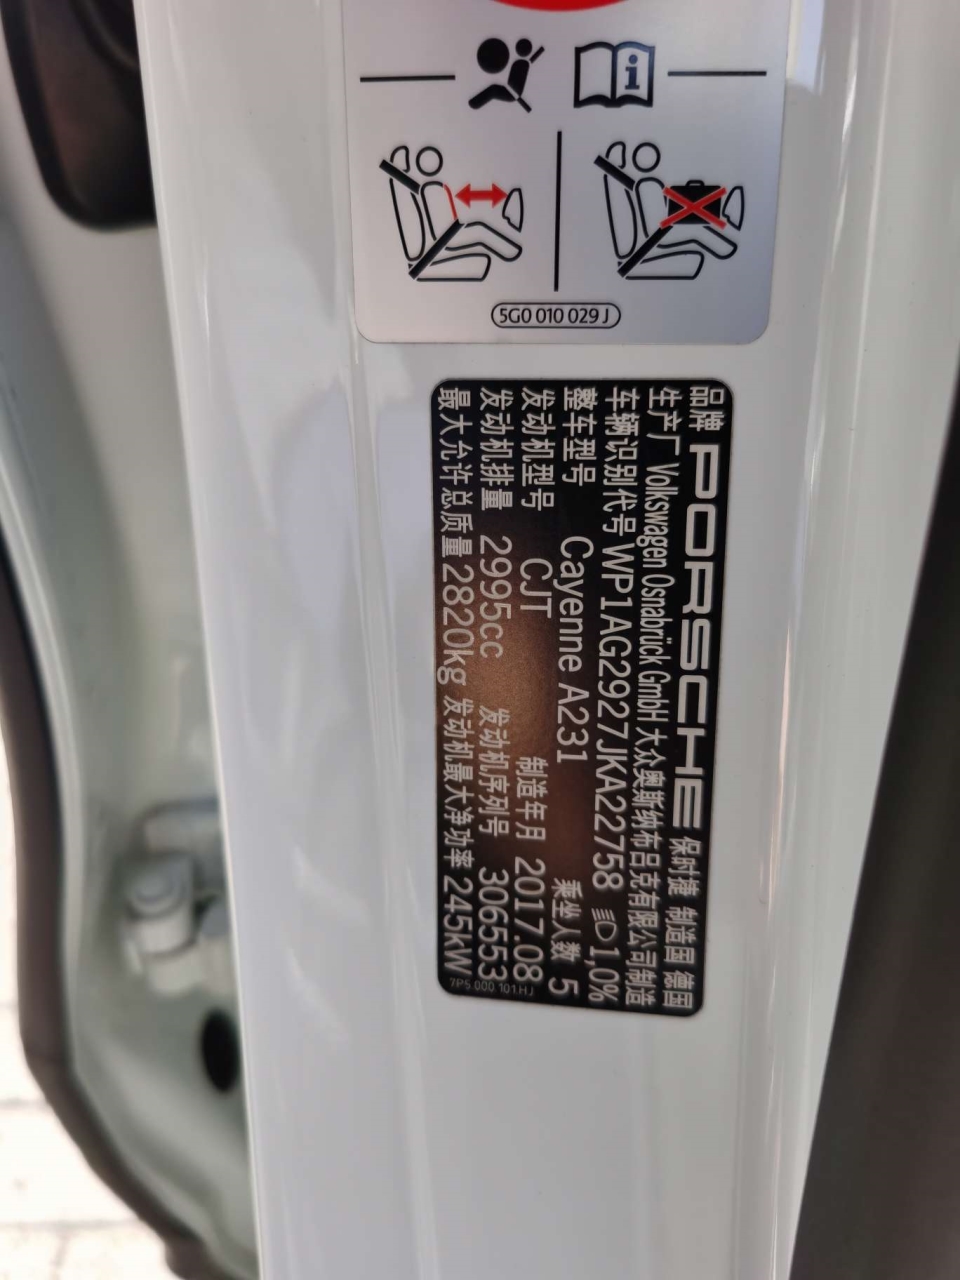 5G0 010 029 J
品牌 PORSCHE 保时捷 制造国 德国
生产厂 Volkswagen Osnabrück GmbH 大众奥斯纳布吕克有限公司制造
车辆识别代号 WP1AG2927JKA22758 1,0%
整车型号 Cayenne A231 乘坐人数 5
发动机型号 CJT 制造年月 2017.08
发动机排量 2995cc 发动机序列号 306553
最大允许总质量 2820kg 发动机最大净功率 245kW
7P5 000 101 HJ